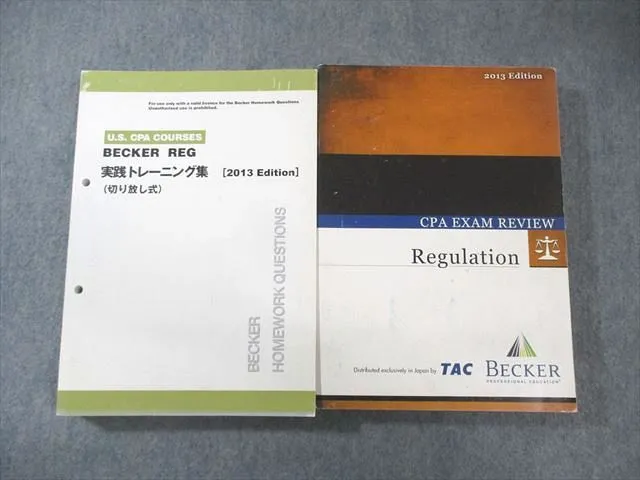 For use only with a valid license for the Becker Homework Questions
Unauthorized use is prohibited.
U.S. CPA COURSES
BECKER REG
実践トレーニング集 [2013 Edition]
(切り放し式)
BECKER
HOMEWORK QUESTIONS
2013 Edition
CPA EXAM REVIEW
Regulation
Distributed exclusively in Japan by TAC
BECKER
PROFESSIONAL EDUCATION